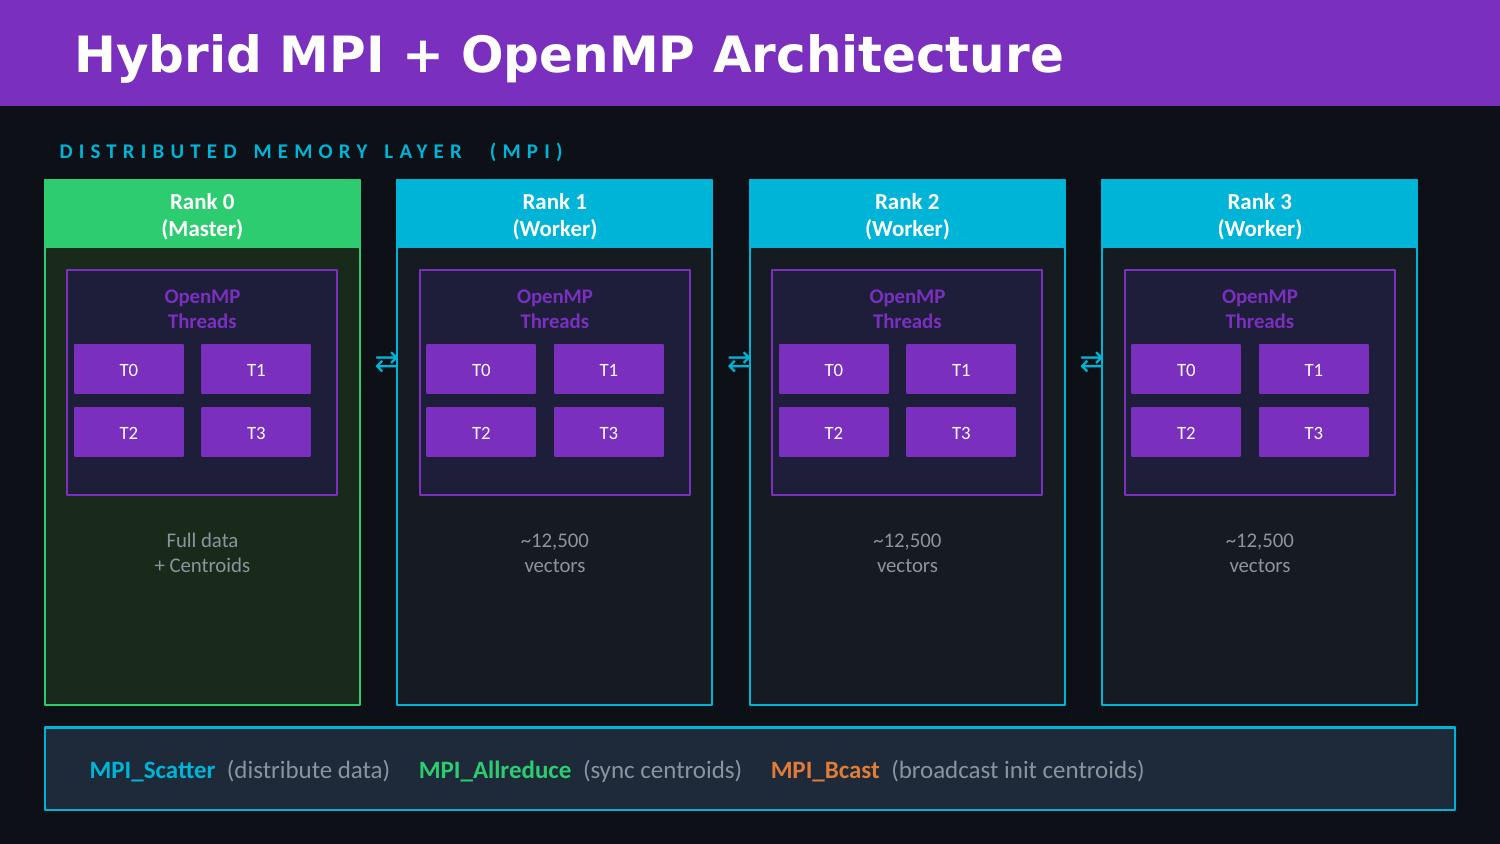 Hybrid MPI + OpenMP Architecture
DISTRIBUTED MEMORY LAYER (MPI)
Rank 0
(Master)
OpenMP
Threads
T0 T1
T2 T3
Full data
+ Centroids
⇄
Rank 1
(Worker)
OpenMP
Threads
T0 T1
T2 T3
~12,500
vectors
⇄
Rank 2
(Worker)
OpenMP
Threads
T0 T1
T2 T3
~12,500
vectors
⇄
Rank 3
(Worker)
OpenMP
Threads
T0 T1
T2 T3
~12,500
vectors
MPI_Scatter (distribute data) MPI_Allreduce (sync centroids) MPI_Bcast (broadcast init centroids)